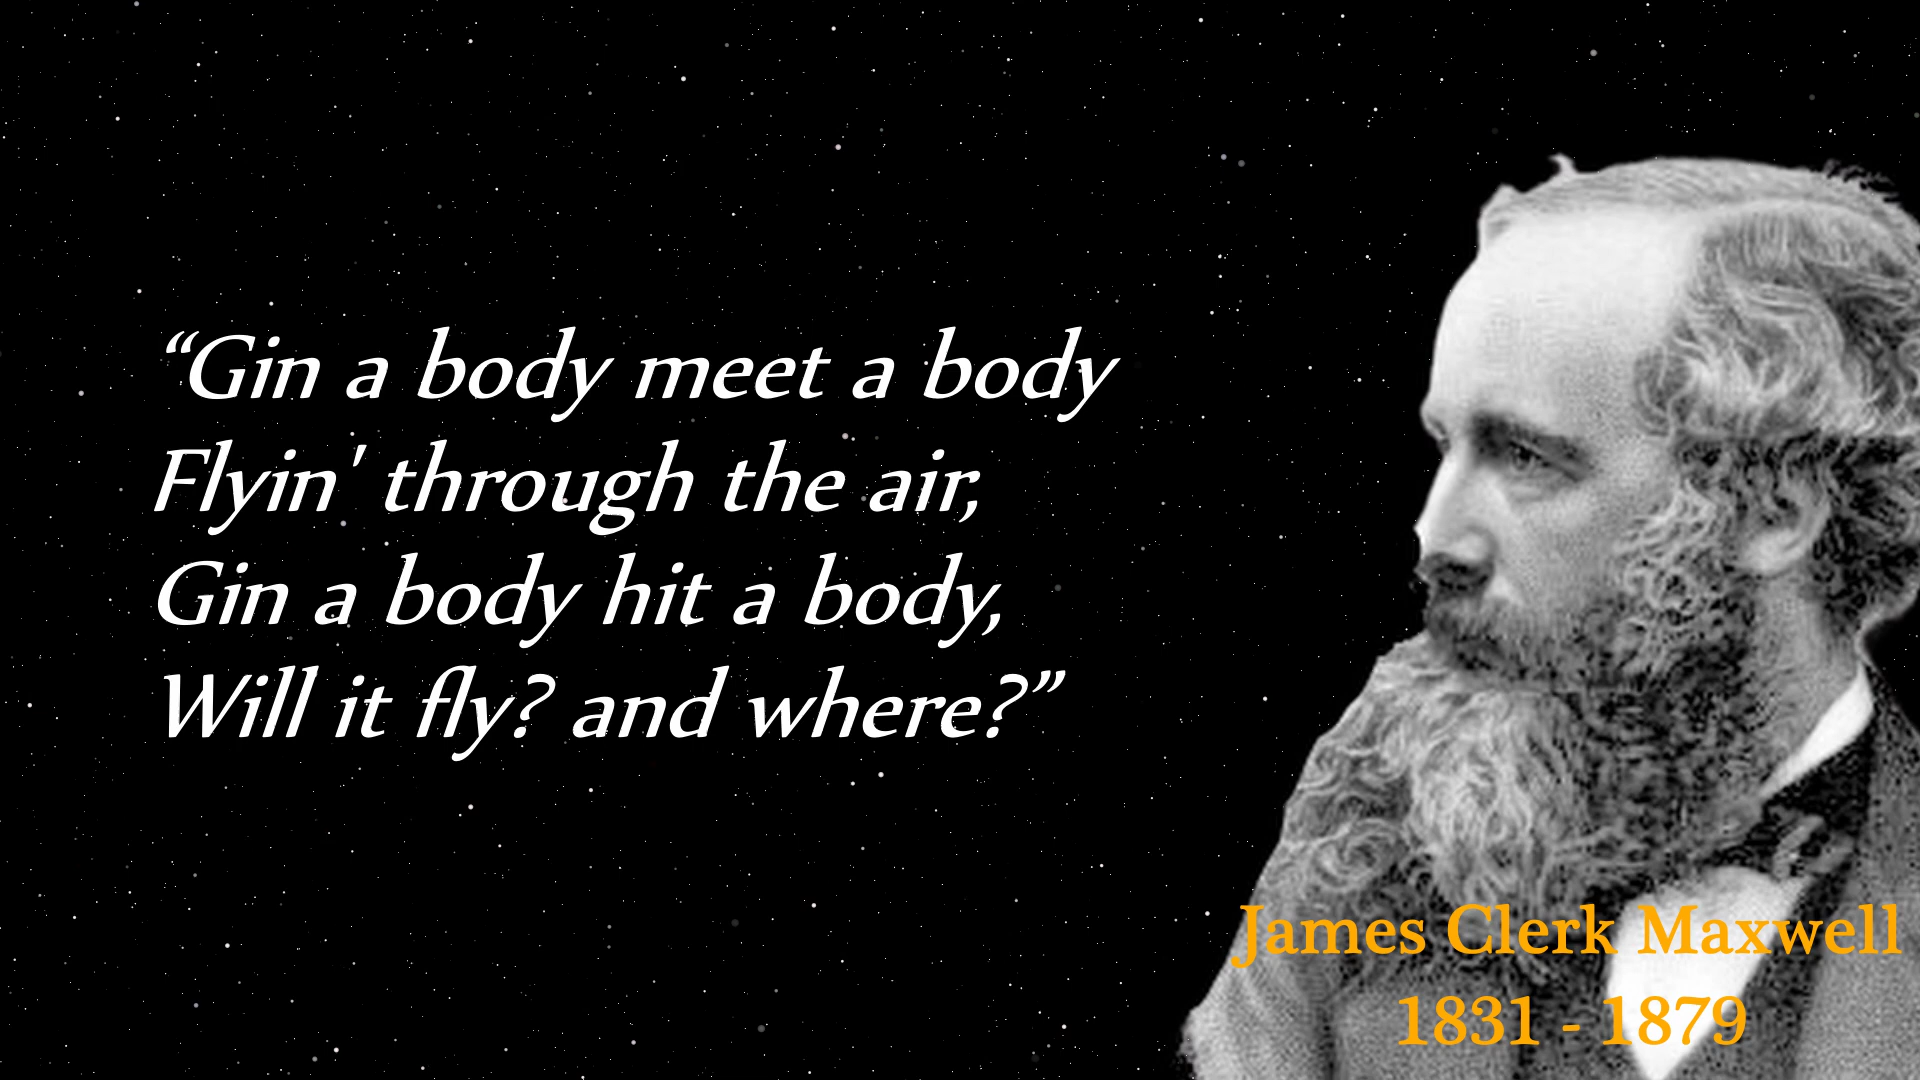 “Gin a body meet a body
Flyin' through the air,
Gin a body hit a body,
Will it fly? and where?”
James Clerk Maxwell
1831 - 1879